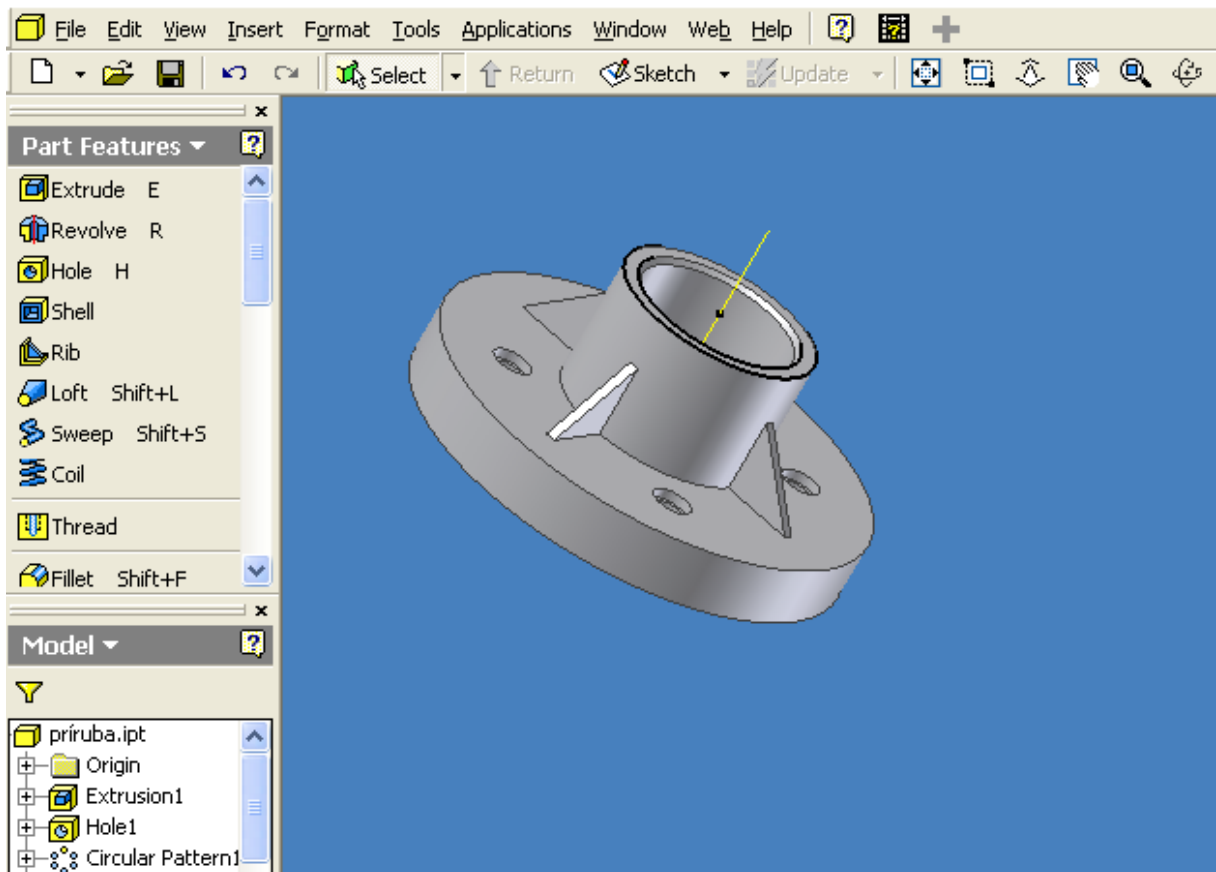 File Edit View Insert Format Tools Applications Window Web Help
Select Return Sketch Update
Part Features
Extrude E
Revolve R
Hole H
Shell
Rib
Loft Shift+L
Sweep Shift+S
Coil
Thread
Fillet Shift+F
Model
príruba.ipt
Origin
Extrusion1
Hole1
Circular Pattern1